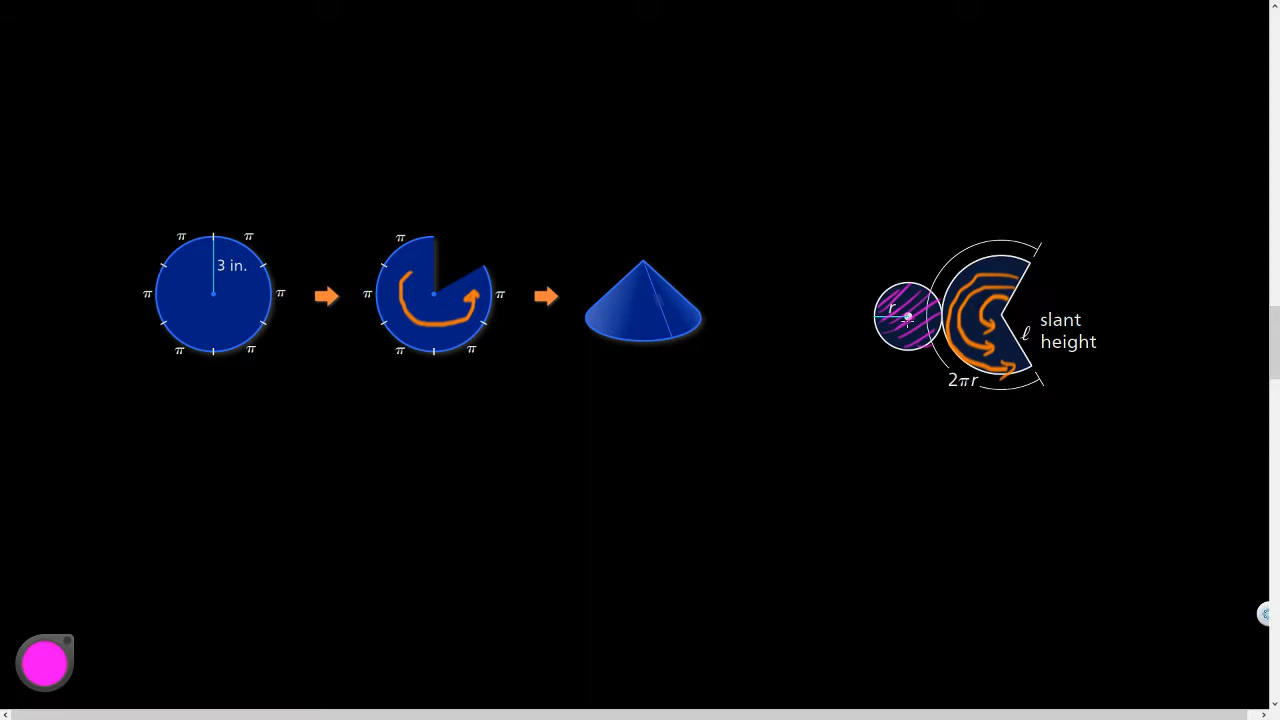 π π
3 in.
π π
π π
π
π π
π π
r
2πr
ℓ
slant
height